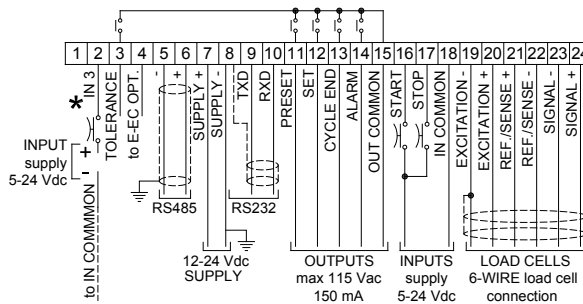 1 2 3 4 5 6 7 8 9 10 11 12 13 14 15 16 17 18 19 20 21 22 23 24
*
IN 3
TOLERANCE
to E-EC OPT.
-
+
SUPPLY +
SUPPLY -
TXD
RXD
PRESET
SET
CYCLE END
ALARM
OUT COMMON
START
STOP
IN COMMON
EXCITATION -
EXCITATION +
REF./SENSE +
REF./SENSE -
SIGNAL -
SIGNAL+
INPUT
supply
5-24 Vdc
+
-
to IN COMMMON
RS485
RS232
12-24 Vdc
SUPPLY
OUTPUTS
max 115 Vac
150 mA
INPUTS
supply
5-24 Vdc
LOAD CELLS
6-WIRE load cell
connection